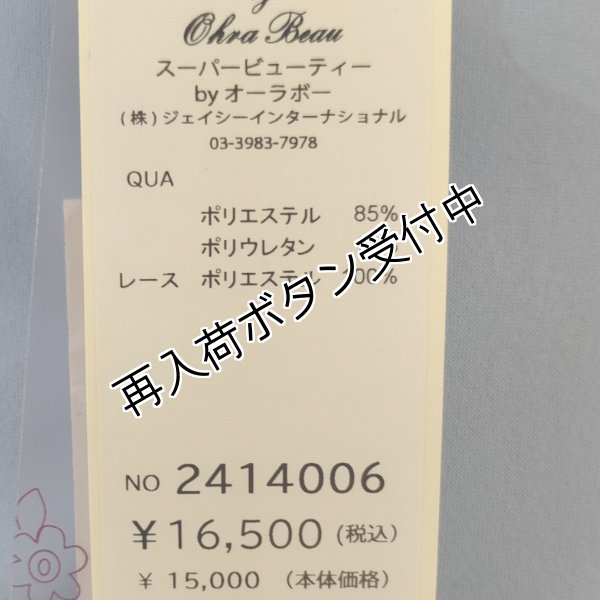 Ohra Beau
スーパービューティー
by オーラボー
(株)ジェイシーインターナショナル
03-3983-7978
QUA
ポリエステル 85%
ポリウレタン
レース ポリエステル 100%
再入荷ボタン受付中
NO 2414006
¥16,500 (税込)
¥ 15,000 (本体価格)